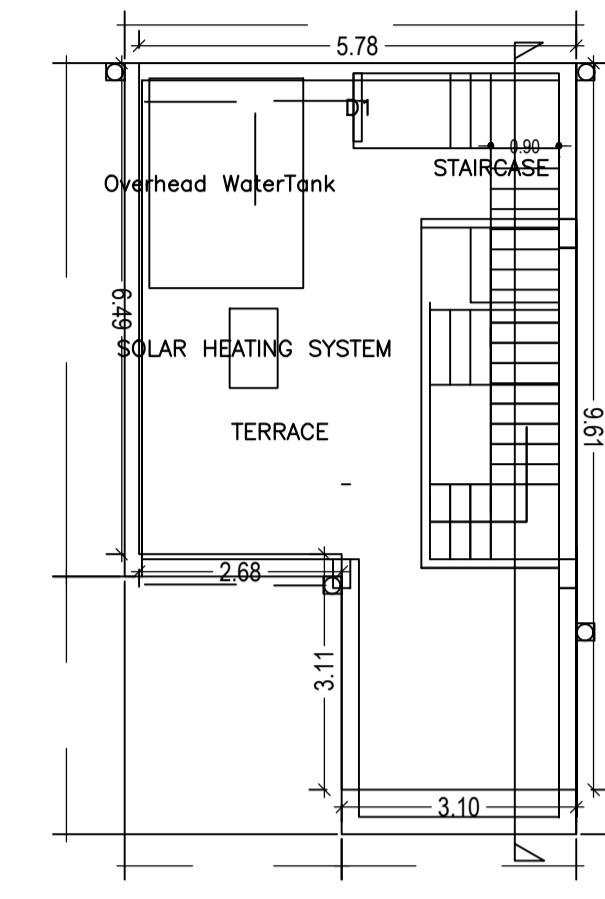 5.78
D1
0.90
STAIRCASE
Overhead WaterTank
6.49
SOLAR HEATING SYSTEM
9.61
TERRACE
2.68
3.11
3.10